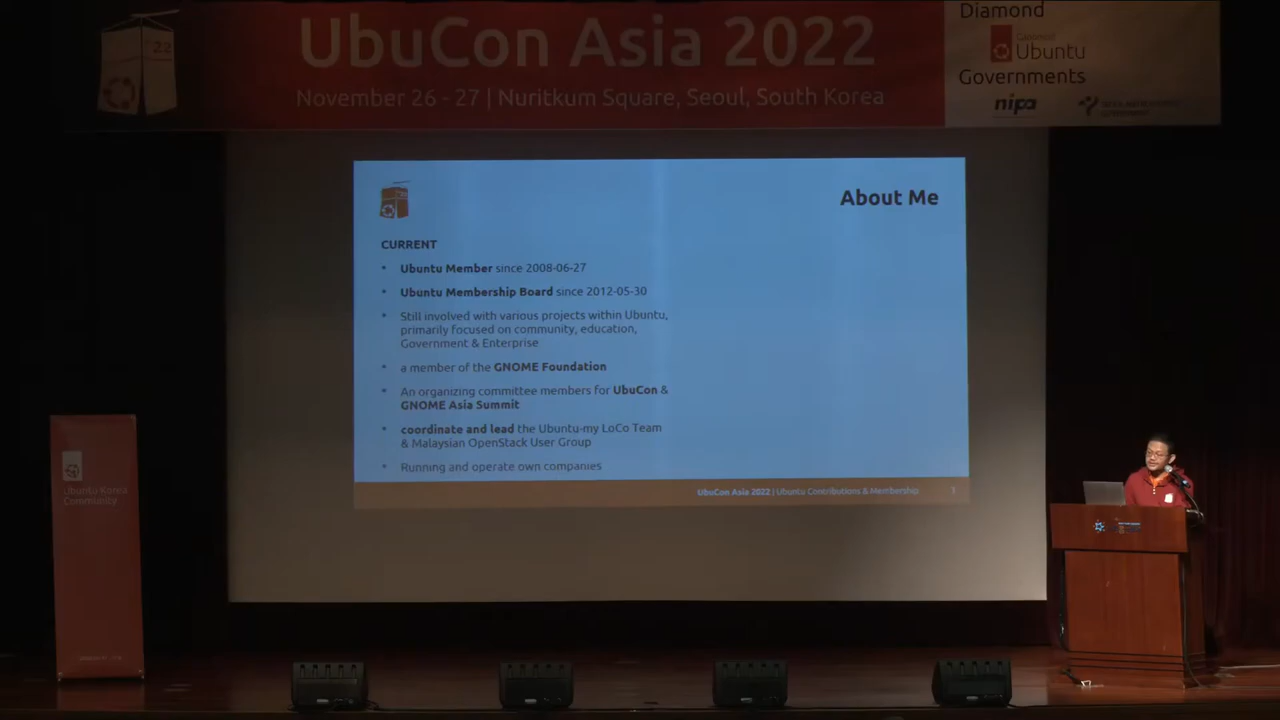 UbuCon Asia 2022
November 26 - 27 | Nuritkum Square, Seoul, South Korea
Diamond
Canonical
Ubuntu
Governments
nipa
22
About Me
CURRENT
• Ubuntu Member since 2008-06-27
• Ubuntu Membership Board since 2012-05-30
• Still involved with various projects within Ubuntu,
primarily focused on community, education,
Government & Enterprise
• a member of the GNOME Foundation
• An organizing committee members for UbuCon &
GNOME Asia Summit
• coordinate and lead the Ubuntu-my LoCo Team
& Malaysian OpenStack User Group
• Running and operate own companies
UbuCon Asia 2022 | Ubuntu Contributions & Membership
3
Ubuntu Korea
Community